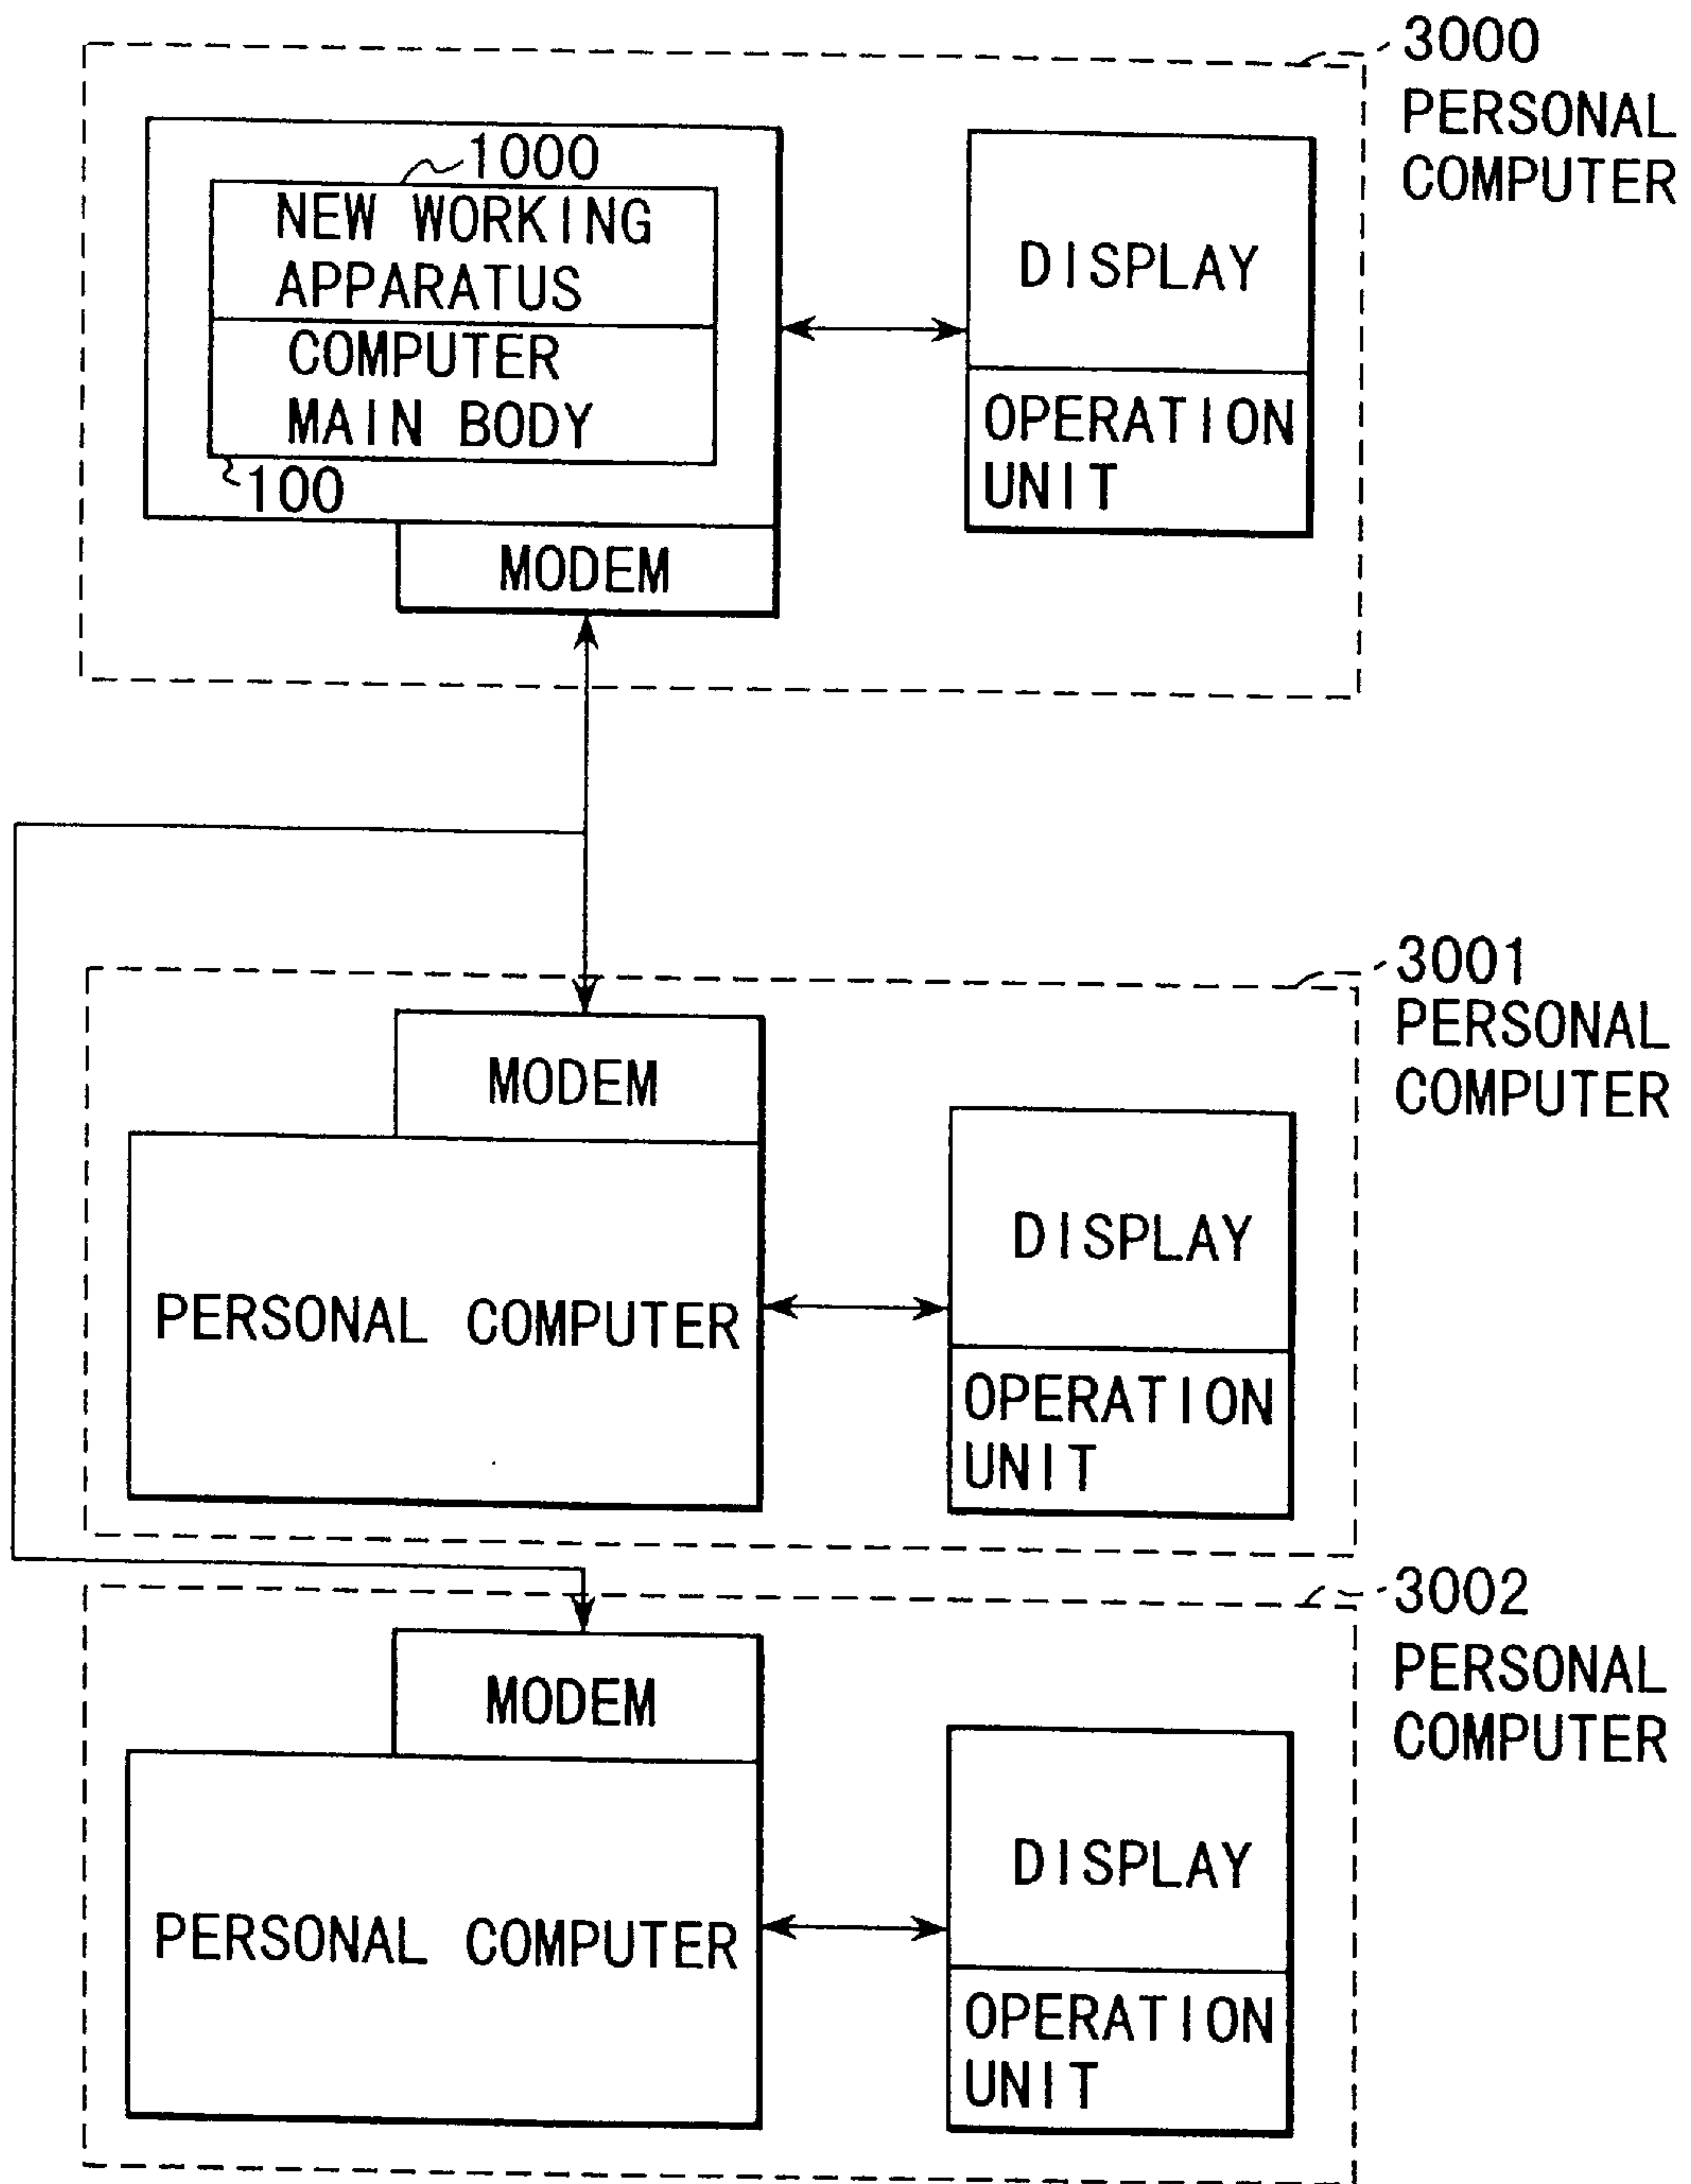 3000
PERSONAL
COMPUTER
1000
NEW WORKING
APPARATUS
COMPUTER
MAIN BODY
100
DISPLAY
OPERATION
UNIT
MODEM
3001
PERSONAL
COMPUTER
MODEM
PERSONAL COMPUTER
DISPLAY
OPERATION
UNIT
3002
PERSONAL
COMPUTER
MODEM
PERSONAL COMPUTER
DISPLAY
OPERATION
UNIT